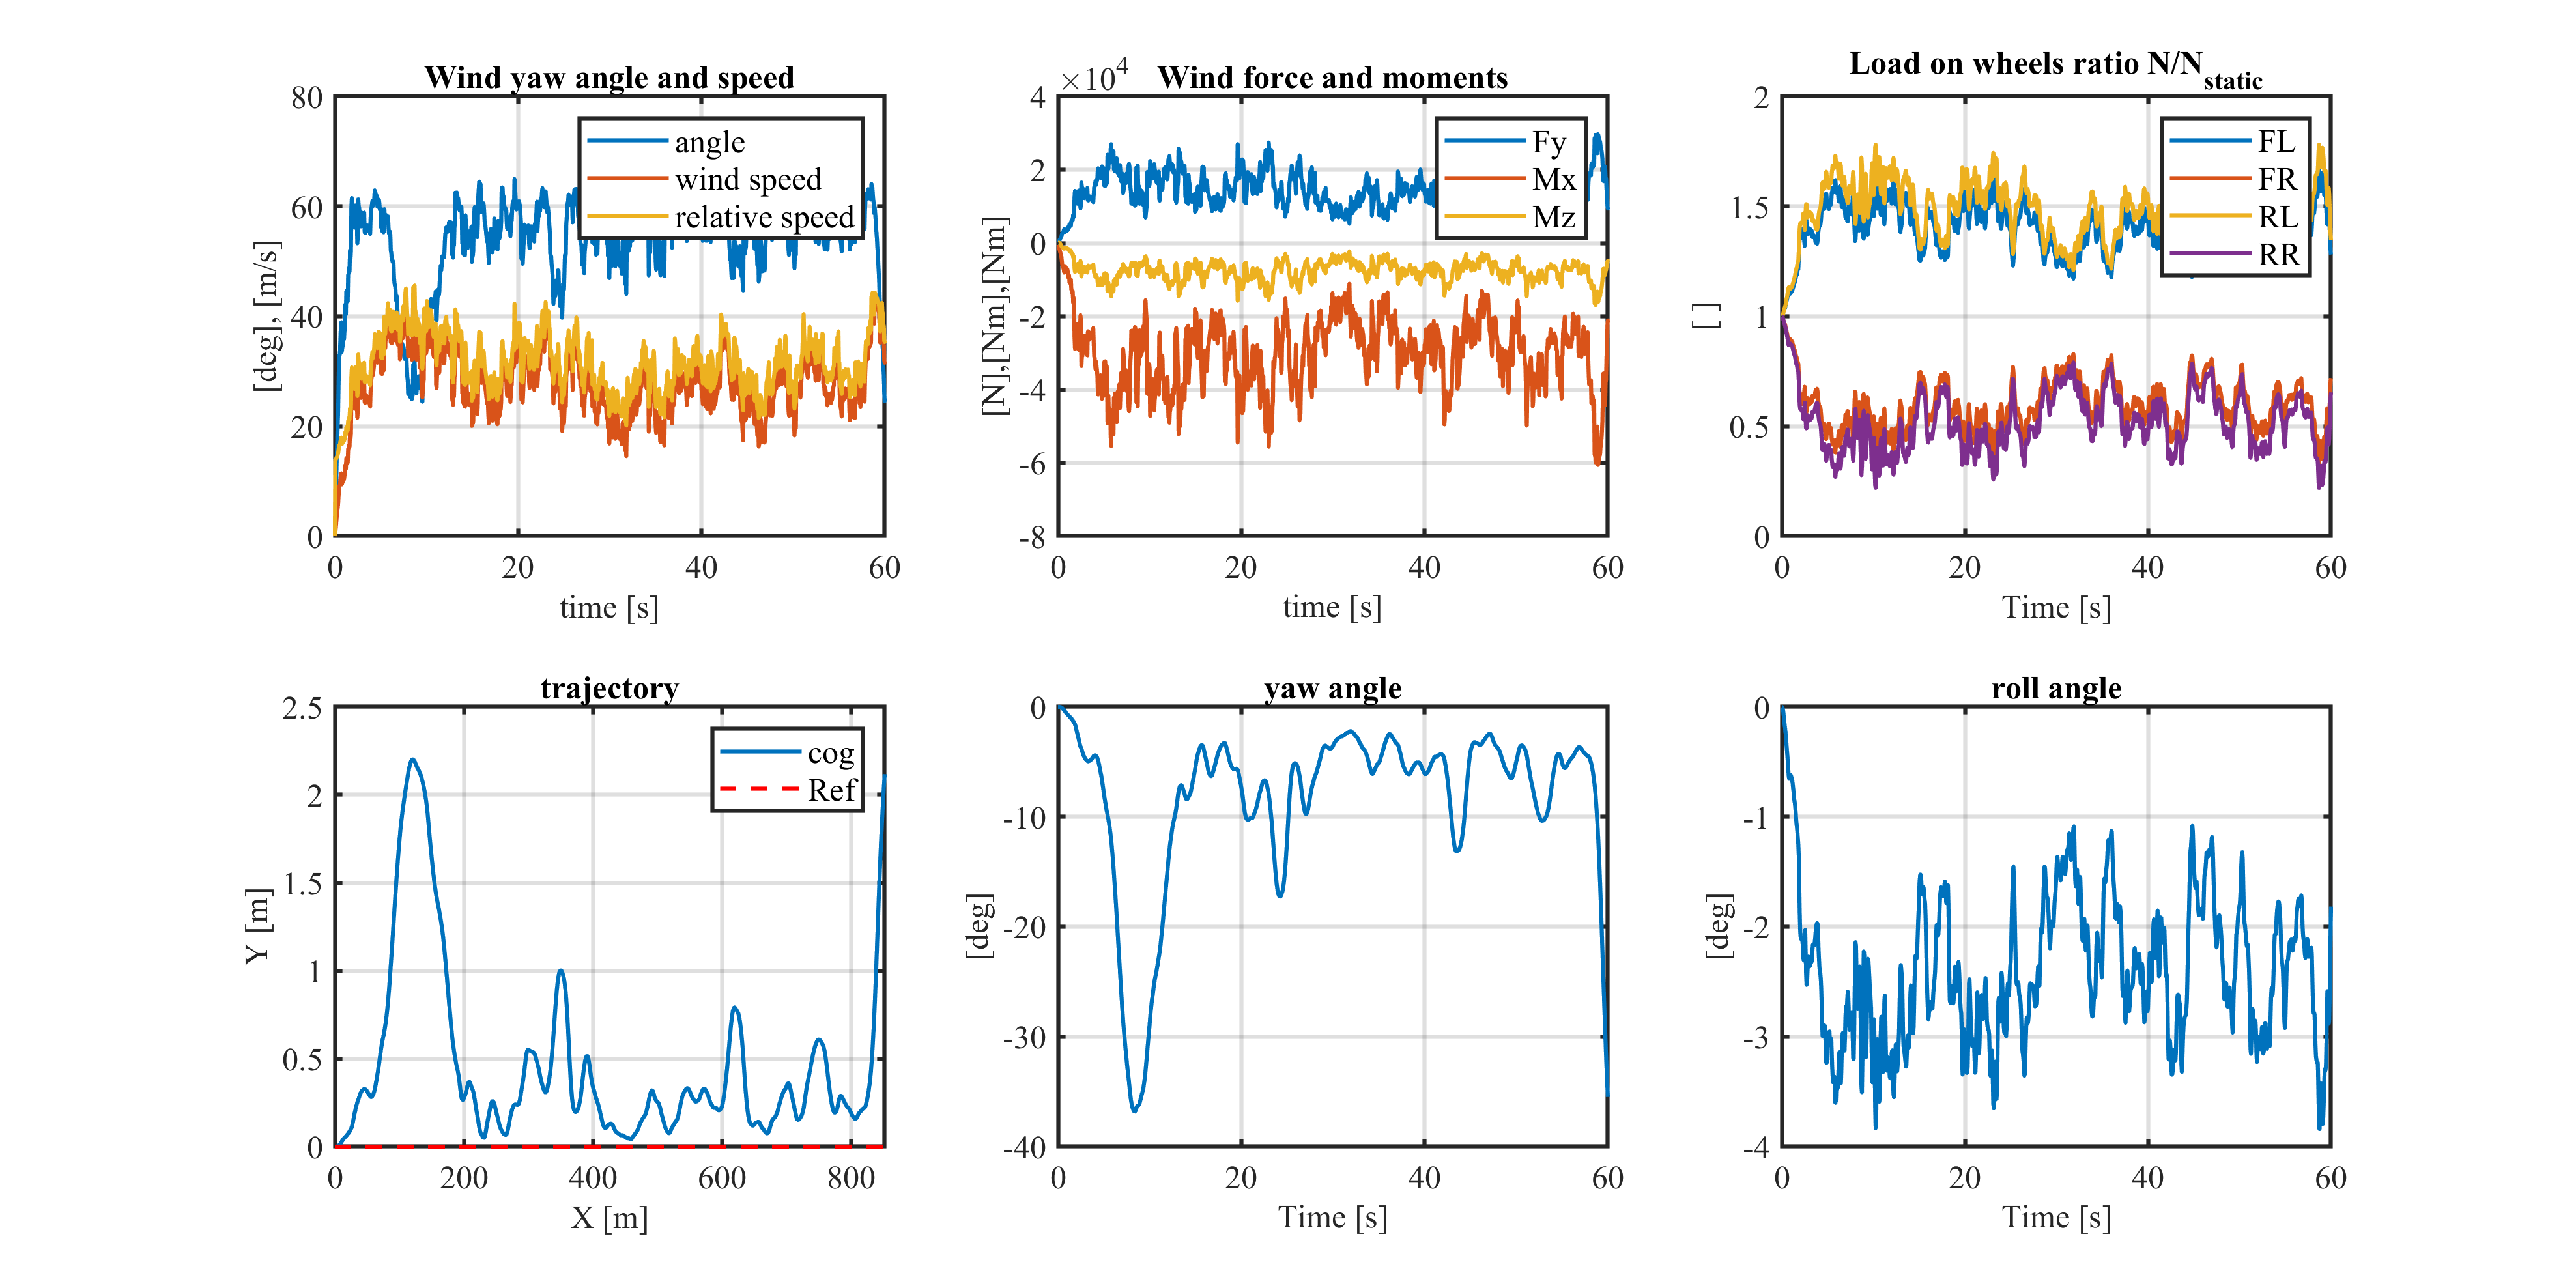 Wind yaw angle and speed
80
60
40
20
0
0 20 40 60
[deg], [m/s]
time [s]
angle
wind speed
relative speed
×10^4
Wind force and moments
4
2
0
-2
-4
-6
-8
0 20 40 60
[N],[Nm],[Nm]
time [s]
Fy
Mx
Mz
Load on wheels ratio N/N_static
2
1.5
1
0.5
0
0 20 40 60
[ ]
Time [s]
FL
FR
RL
RR
trajectory
2.5
2
1.5
1
0.5
0
0 200 400 600 800
Y [m]
X [m]
cog
Ref
yaw angle
0
-10
-20
-30
-40
0 20 40 60
[deg]
Time [s]
roll angle
0
-1
-2
-3
-4
0 20 40 60
[deg]
Time [s]